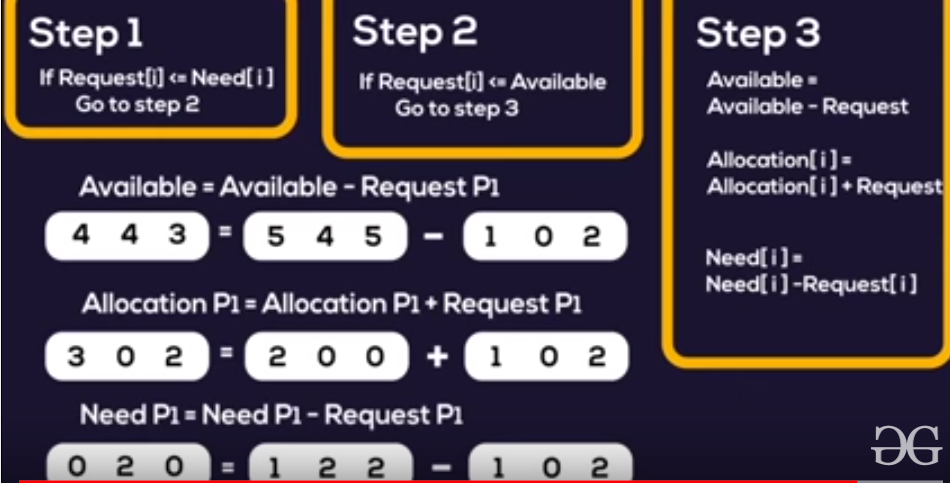 Step 1
If Request[i] <= Need[i]
Go to step 2
Step 2
If Request[i] <= Available
Go to step 3
Step 3
Available =
Available - Request
Allocation[i] =
Allocation[i] + Request
Need[i] =
Need[i] -Request[i]
Available = Available - Request P1
4 4 3 = 5 4 5 - 1 0 2
Allocation P1 = Allocation P1 + Request P1
3 0 2 = 2 0 0 + 1 0 2
Need P1 = Need P1 - Request P1
0 2 0 = 1 2 2 - 1 0 2